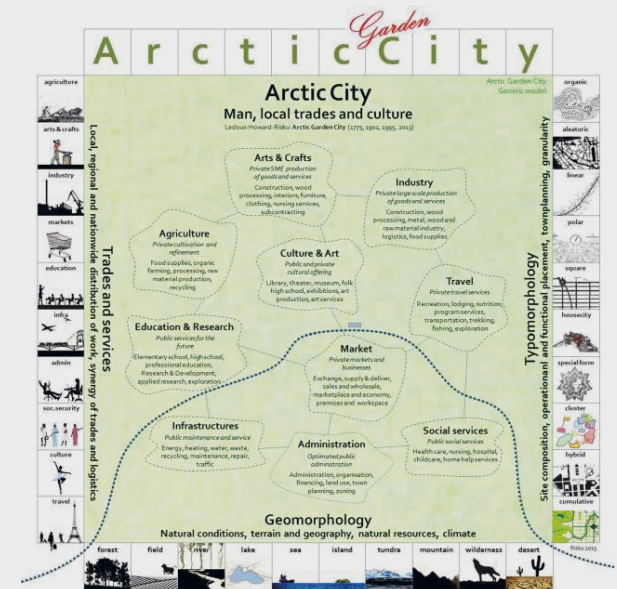 Garden
Arctic City
Arctic Garden City
Generic model
Arctic City
Man, local trades and culture
Ledoux Howard-Risku: Arctic Garden City (1775, 1902, 1995, 2013)
agriculture
arts & crafts
industry
markets
education
infra
admin
soc.security
culture
travel
Local, regional and nationwide distribution of work, synergy of trades and logistics
Trades and services
Arts & Crafts
Private SME production
of goods and services
Construction, wood
processing, interiors, furniture,
clothing, nursing services,
subcontracting
Industry
Private large scale production
of goods and services
Construction, wood
processing, metal, wood and
raw material industry,
logistics, food supplies
Agriculture
Private cultivation and
refinement
Food supplies, organic
farming, processing, raw
material production,
recycling
Culture & Art
Public and private
cultural offering
Library, theater, museum, folk
high school, exhibitions, art
production, art services
Travel
Private travel services
Recreation, lodging, nutrition,
program services,
transportation, trekking,
fishing, exploration
Education & Research
Public services for the
future
Elementary school, high school,
professional education,
Research & Development,
applied research, exploration
Market
Private markets and
businesses
Exchange, supply & deliver,
sales and wholesale,
marketplace and economy,
premises and workspace
Infrastructures
Public maintenance and service
Energy, heating, water, waste,
recycling, maintenance, repair,
traffic
Administration
Optimated public
administration
Administration, organisation,
financing, land use, town
planning, zoning
Social services
Public social services
Health care, nursing, hospital,
childcare, home help services
Typomorphology
Site composition, operationanl and functional placement, townplanning, granularity
organic
aleatoric
linear
polar
square
heusecity
special form
cluster
hybrid
cumulative
Risku 2013
Geomorphology
Natural conditions, terrain and geography, natural resources, climate
forest
field
river
lake
sea
island
tundra
mountain
wilderness
desert